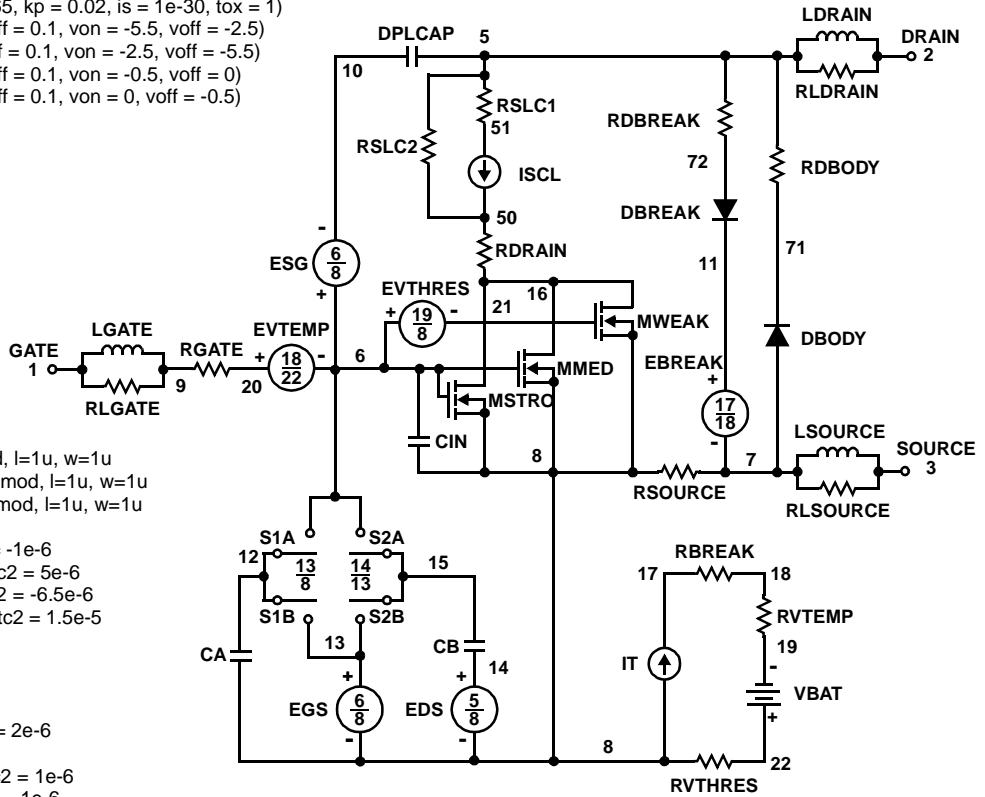 65, kp = 0.02, is = 1e-30, tox = 1)
off = 0.1, von = -5.5, voff = -2.5)
f = 0.1, von = -2.5, voff = -5.5)
ff = 0.1, von = -0.5, voff = 0)
ff = 0.1, von = 0, voff = -0.5)
LDRAIN
DPLCAP
5
DRAIN
2
10
RLDRAIN
RSLC1
51
RDBREAK
RSLC2
72
RDBODY
ISCL
DBREAK
50
-
RDRAIN
71
6
8
ESG
11
+
EVTHRES
16
+
19
8
-
21
MWEAK
LGATE
EVTEMP
DBODY
GATE
1
RGATE
+
18
22
-
6
MMED
EBREAK
+
9
20
MSTRO
17
18
RLGATE
-
LSOURCE
CIN
8
7
SOURCE
3
d, l=1u, w=1u
mod, l=1u, w=1u
mod, l=1u, w=1u
RSOURCE
RLSOURCE
S1A
S2A
= -1e-6
12
13
8
14
13
15
RBREAK
c2 = 5e-6
17
18
2 = -6.5e-6
tc2 = 1.5e-5
S1B
S2B
RVTEMP
13
CB
19
CA
IT
-
+
+
14
VBAT
EGS
6
8
EDS
5
8
+
= 2e-6
-
-
8
22
c2 = 1e-6
RVTHRES